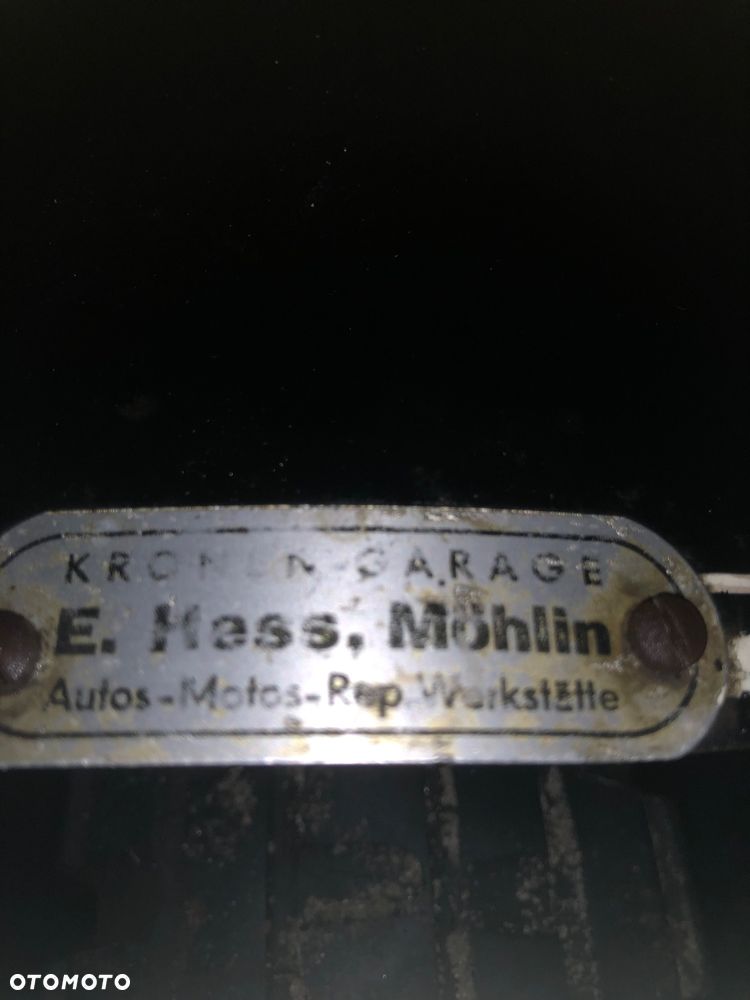 KRONEN-GARAGE
E. Hess, Möhlin
Autos-Motos-Rep Werkstätte
OTOMOTO